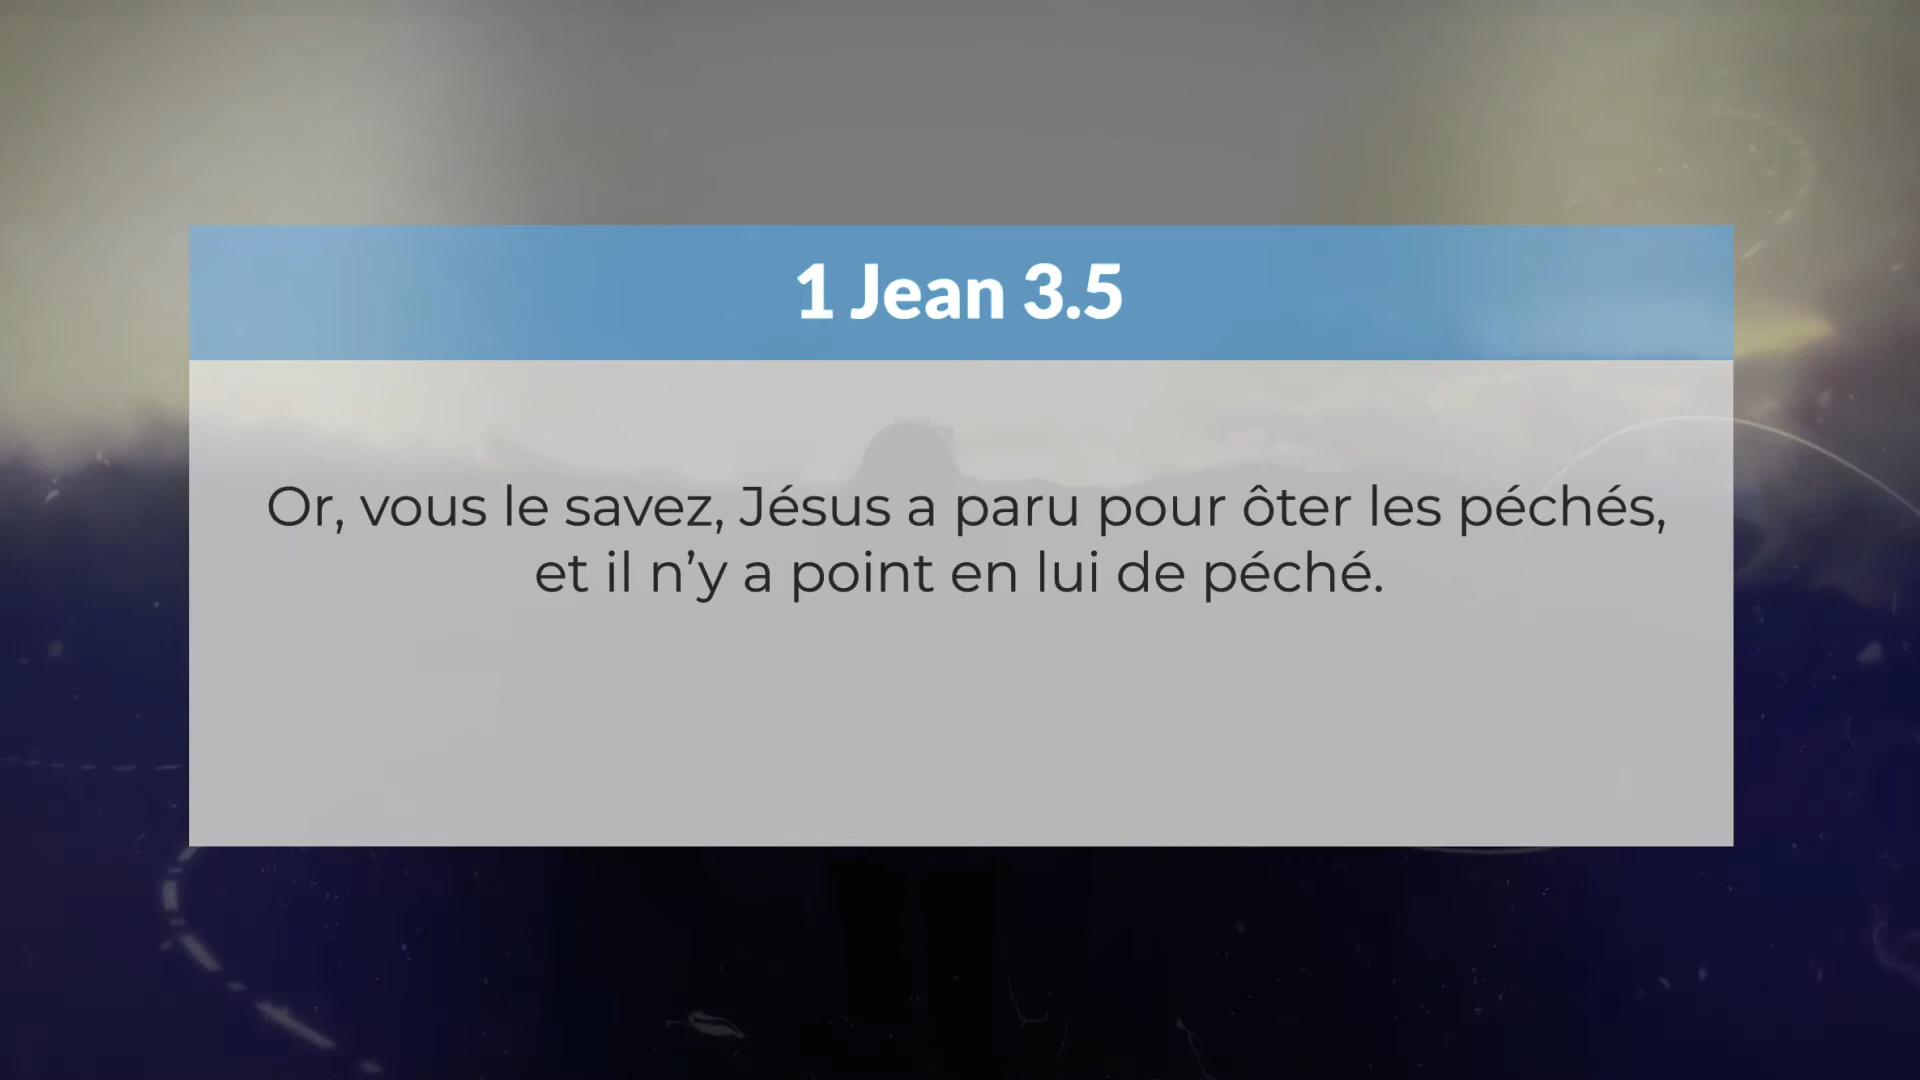 1 Jean 3.5
Or, vous le savez, Jésus a paru pour ôter les péchés,
et il n’y a point en lui de péché.